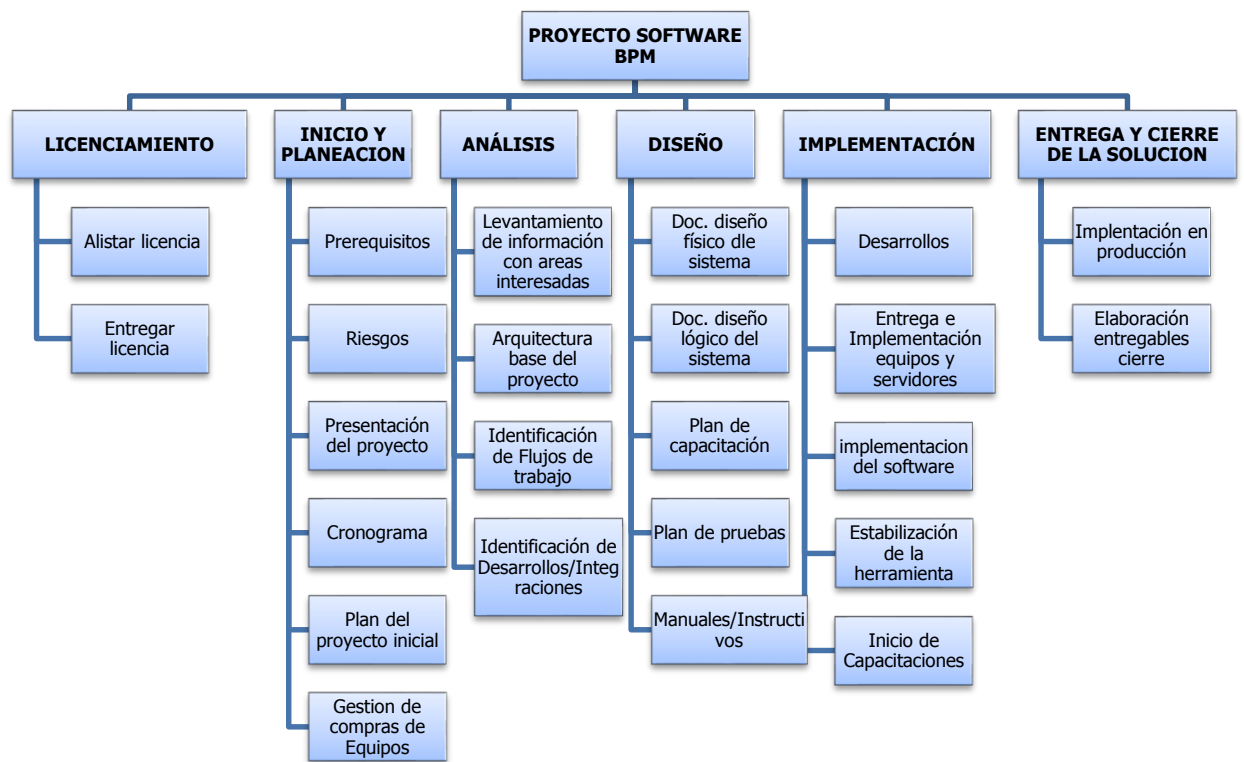 PROYECTO SOFTWARE
BPM
LICENCIAMIENTO
INICIO Y
PLANEACION
ANÁLISIS
DISEÑO
IMPLEMENTACIÓN
ENTREGA Y CIERRE
DE LA SOLUCION
Alistar licencia
Entregar
licencia
Prerequisitos
Riesgos
Presentación
del proyecto
Cronograma
Plan del
proyecto inicial
Gestion de
compras de
Equipos
Levantamiento
de información
con areas
interesadas
Arquitectura
base del
proyecto
Identificación
de Flujos de
trabajo
Identificación de
Desarrollos/Integ
raciones
Doc. diseño
físico dle
sistema
Doc. diseño
lógico del
sistema
Plan de
capacitación
Plan de pruebas
Manuales/Instructi
vos
Desarrollos
Entrega e
Implementación
equipos y
servidores
implementacion
del software
Estabilización
de la
herramienta
Inicio de
Capacitaciones
Implentación en
producción
Elaboración
entregables
cierre